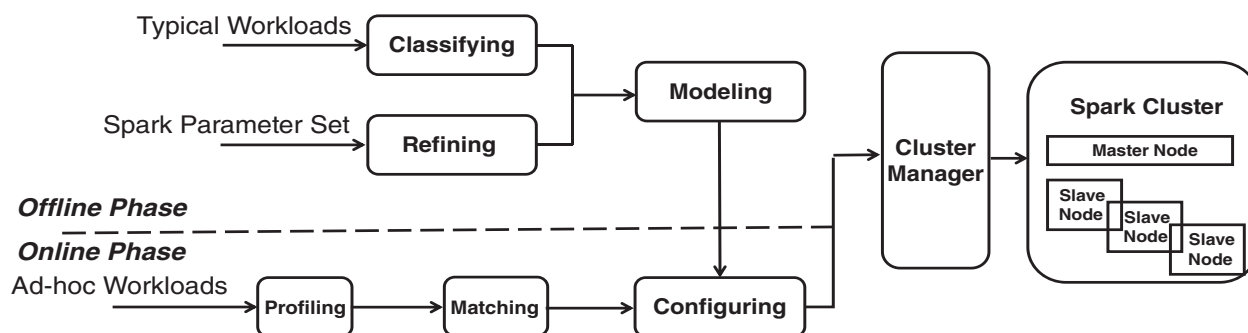 Typical Workloads
Classifying
Spark Parameter Set
Refining
Modeling
Cluster
Manager
Spark Cluster
Master Node
Slave
Node
Slave
Node
Slave
Node
Offline Phase
Online Phase
Ad-hoc Workloads
Profiling
Matching
Configuring